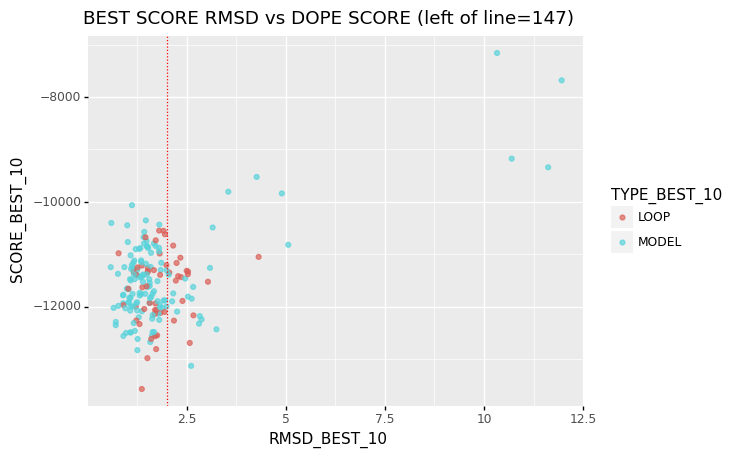 BEST SCORE RMSD vs DOPE SCORE (left of line=147)
−8000
−10000
−12000
SCORE_BEST_10
2.5
5
7.5
10
12.5
RMSD_BEST_10
TYPE_BEST_10
LOOP
MODEL